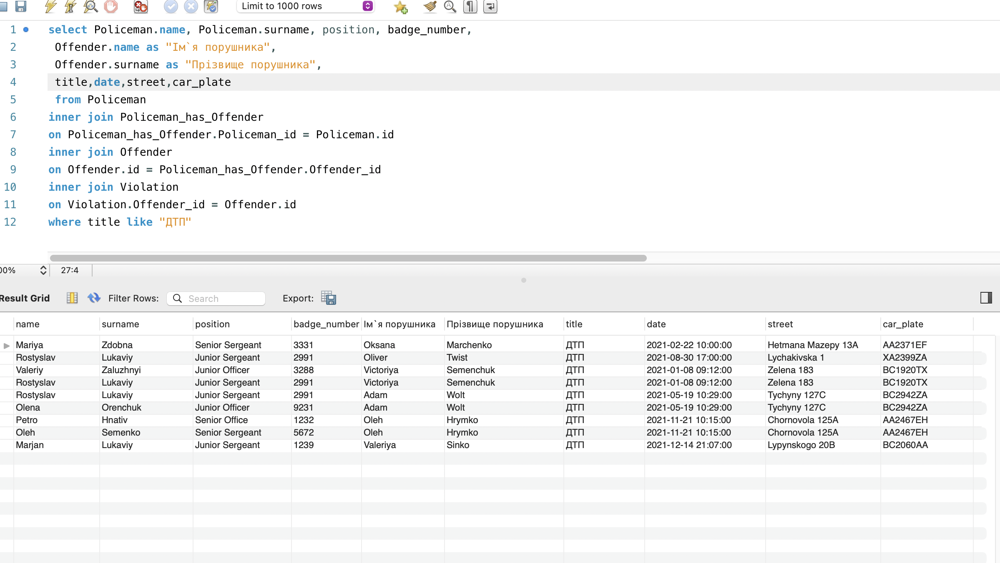 Limit to 1000 rows
1 select Policeman.name, Policeman.surname, position, badge_number,
2 Offender.name as "Ім`я порушника",
3 Offender.surname as "Прізвище порушника",
4 title,date,street,car_plate
5 from Policeman
6 inner join Policeman_has_Offender
7 on Policeman_has_Offender.Policeman_id = Policeman.id
8 inner join Offender
9 on Offender.id = Policeman_has_Offender.Offender_id
10 inner join Violation
11 on Violation.Offender_id = Offender.id
12 where title like "ДТП"
00% 27:4
Result Grid Filter Rows: Search Export:
name surname position badge_number Ім`я порушника Прізвище порушника title date street car_plate
Mariya Zdobna Senior Sergeant 3331 Oksana Marchenko ДТП 2021-02-22 10:00:00 Hetmana Mazepy 13A AA2371EF
Rostyslav Lukaviy Junior Sergeant 2991 Oliver Twist ДТП 2021-08-30 17:00:00 Lychakivska 1 XA2399ZA
Valeriy Zaluzhnyi Junior Officer 3288 Victoriya Semenchuk ДТП 2021-01-08 09:12:00 Zelena 183 BC1920TX
Rostyslav Lukaviy Junior Sergeant 2991 Victoriya Semenchuk ДТП 2021-01-08 09:12:00 Zelena 183 BC1920TX
Rostyslav Lukaviy Junior Sergeant 2991 Adam Wolt ДТП 2021-05-19 10:29:00 Tychyny 127C BC2942ZA
Olena Orenchuk Junior Officer 9231 Adam Wolt ДТП 2021-05-19 10:29:00 Tychyny 127C BC2942ZA
Petro Hnativ Senior Office 1232 Oleh Hrymko ДТП 2021-11-21 10:15:00 Chornovola 125A AA2467EH
Oleh Semenko Senior Sergeant 5672 Oleh Hrymko ДТП 2021-11-21 10:15:00 Chornovola 125A AA2467EH
Marjan Lukaviy Junior Sergeant 1239 Valeriya Sinko ДТП 2021-12-14 21:07:00 Lypynskogo 20B BC2060AA